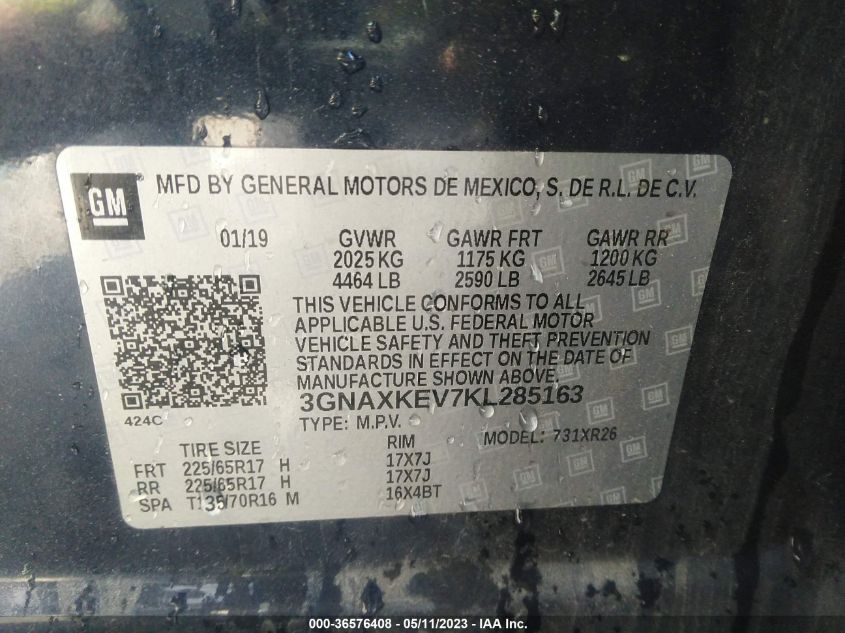 GM
MFD BY GENERAL MOTORS DE MEXICO, S. DE R.L. DE C.V.
01/19 GVWR GAWR FRT GAWR RR
2025 KG 1175 KG 1200 KG
4464 LB 2590 LB 2645 LB
THIS VEHICLE CONFORMS TO ALL
APPLICABLE U.S. FEDERAL MOTOR
VEHICLE SAFETY AND THEFT PREVENTION
STANDARDS IN EFFECT ON THE DATE OF
MANUFACTURE SHOWN ABOVE.
424C
3GNAXKEV7KL285163
TYPE: M.P.V. MODEL: 731XR26
TIRE SIZE RIM
FRT 225/65R17 H 17X7J
RR 225/65R17 H 17X7J
SPA T135/70R16 M 16X4BT
000-36576408 - 05/11/2023 - IAA Inc.